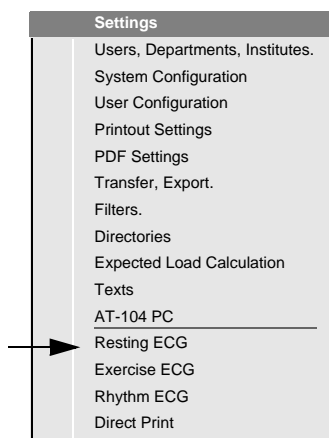 Settings
Users, Departments, Institutes.
System Configuration
User Configuration
Printout Settings
PDF Settings
Transfer, Export.
Filters.
Directories
Expected Load Calculation
Texts
AT-104 PC
Resting ECG
Exercise ECG
Rhythm ECG
Direct Print